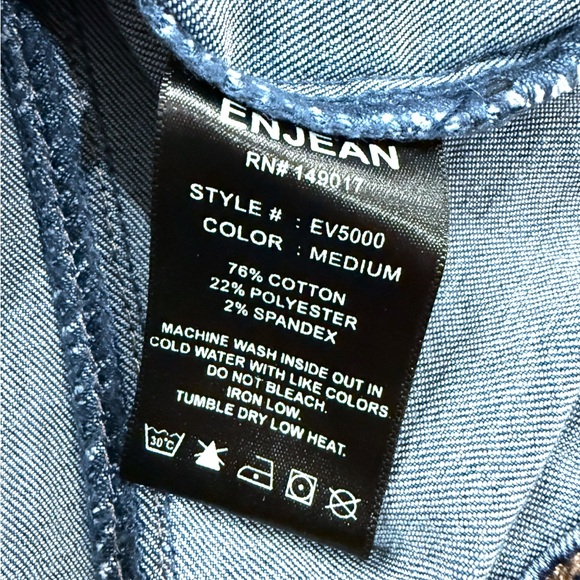 ENJEAN
RN# 149017
STYLE # : EV5000
COLOR : MEDIUM
76% COTTON
22% POLYESTER
2% SPANDEX
MACHINE WASH INSIDE OUT IN
COLD WATER WITH LIKE COLORS
DO NOT BLEACH.
IRON LOW.
TUMBLE DRY LOW HEAT.
30°C